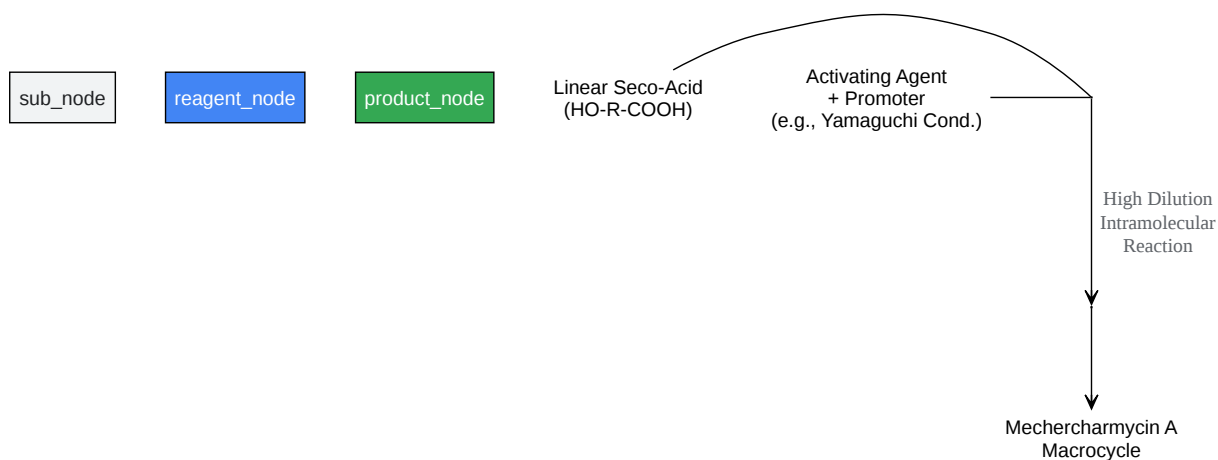 sub_node
reagent_node
product_node
Linear Seco-Acid
(HO-R-COOH)
Activating Agent
+ Promoter
(e.g., Yamaguchi Cond.)
High Dilution
Intramolecular
Reaction
Mechercharmycin A
Macrocycle